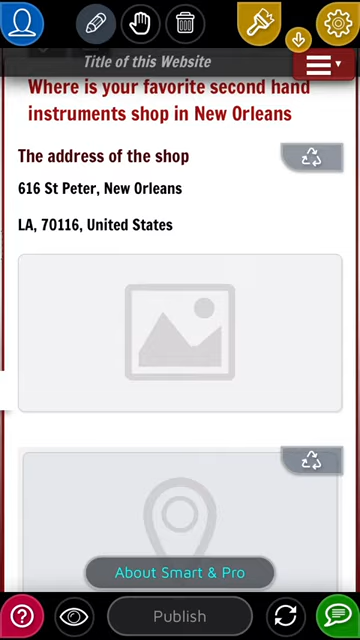 Title of this Website
Where is your favorite second hand
instruments shop in New Orleans
The address of the shop
616 St Peter, New Orleans
LA, 70116, United States
About Smart & Pro
Publish